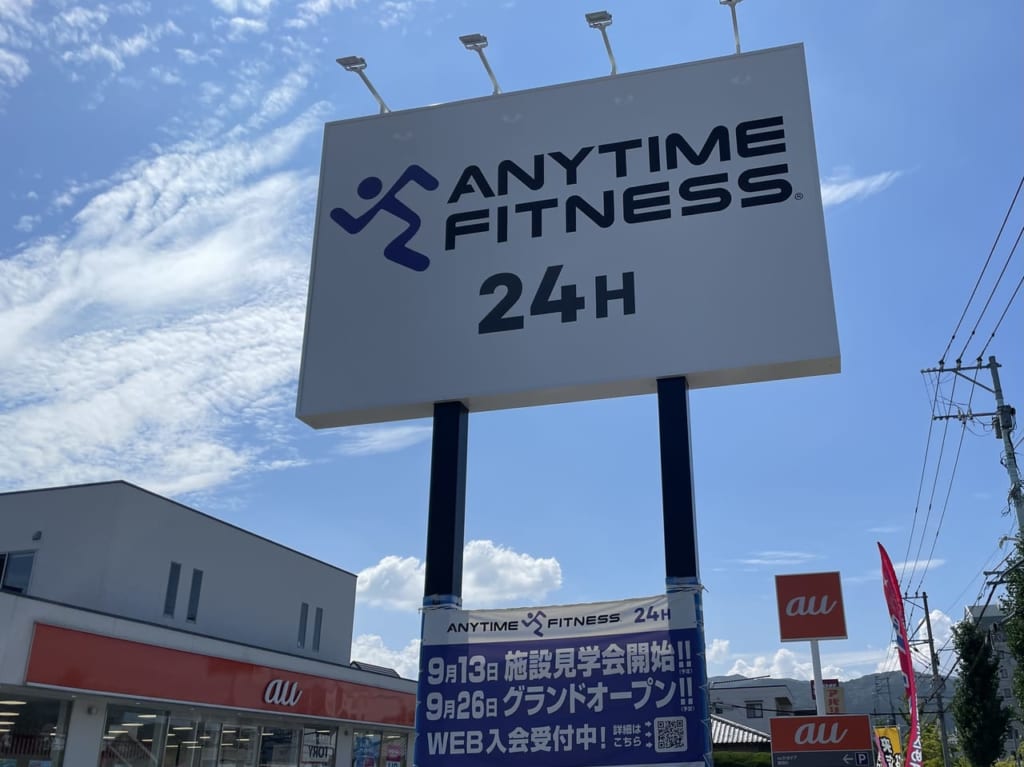 ANYTIME
FITNESS®
24H
ANYTIME FITNESS 24H
9月13日 施設見学会開始!!
9月26日 グランドオープン!!
WEB入会受付中!
詳細は
こちら
au
au
au
P